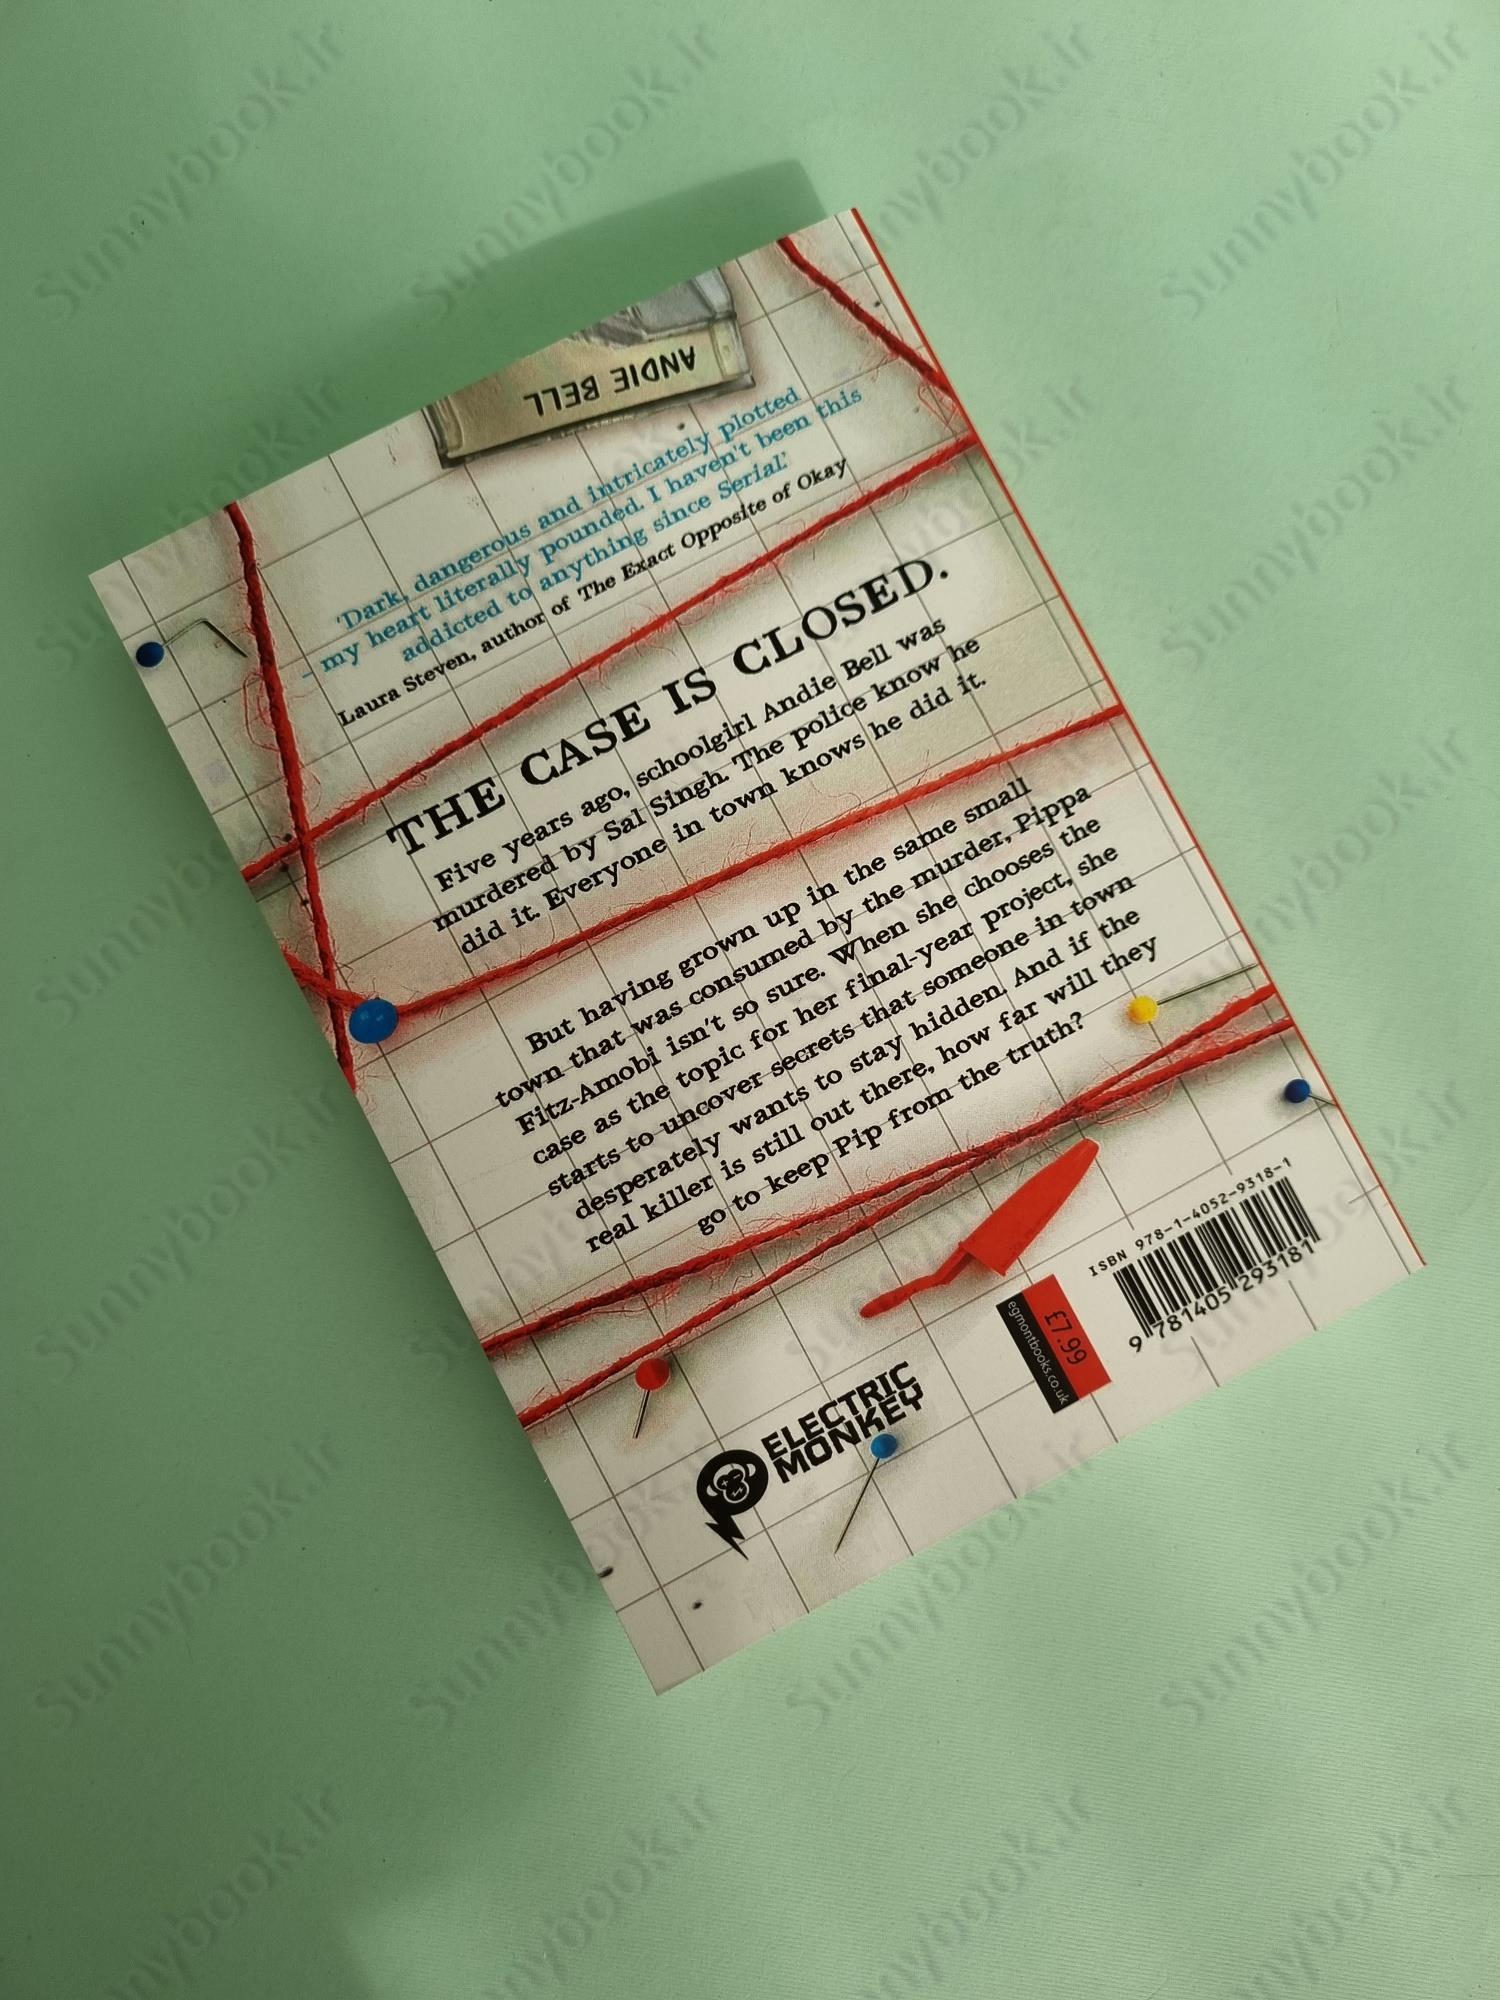 ANDIE BELL
'Dark, dangerous and intricately plotted
– my heart literally pounded. I haven't been this
addicted to anything since Serial.'
Laura Steven, author of The Exact Opposite of Okay
THE CASE IS CLOSED.
Five years ago, schoolgirl Andie Bell was
murdered by Sal Singh. The police know he
did it. Everyone in town knows he did it.
But having grown up in the same small
town that was consumed by the murder, Pippa
Fitz-Amobi isn't so sure. When she chooses the
case as the topic for her final-year project, she
starts to uncover secrets that someone in town
desperately wants to stay hidden. And if the
real killer is still out there, how far will they
go to keep Pip from the truth?
ISBN 978-1-4052-9318-1
9 781405 293181
£7.99
egmontbooks.co.uk
ELECTRIC
MONKEY
Sunnybook.ir